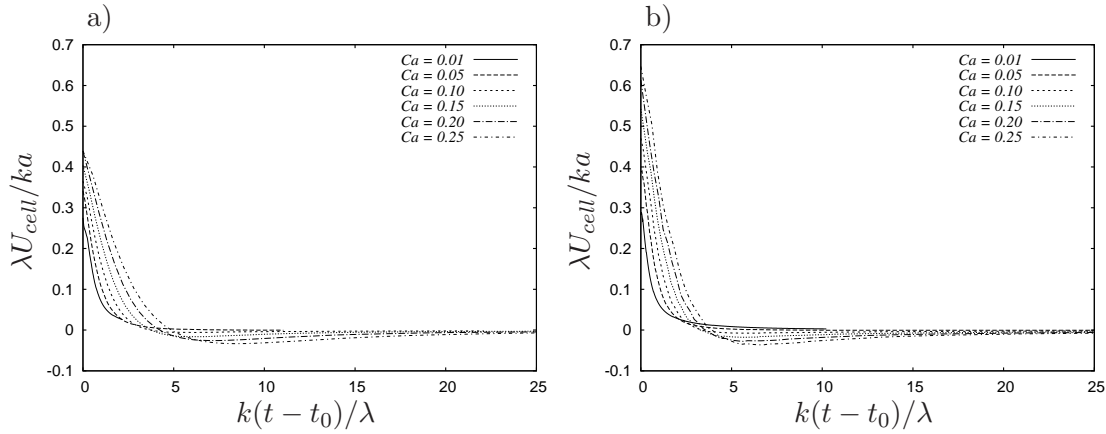 a)
λU_cell/ka
0.7
0.6
0.5
0.4
0.3
0.2
0.1
0
-0.1
Ca = 0.01
Ca = 0.05
Ca = 0.10
Ca = 0.15
Ca = 0.20
Ca = 0.25
0 5 10 15 20 25
k(t − t₀)/λ
b)
λU_cell/ka
0.7
0.6
0.5
0.4
0.3
0.2
0.1
0
-0.1
Ca = 0.01
Ca = 0.05
Ca = 0.10
Ca = 0.15
Ca = 0.20
Ca = 0.25
0 5 10 15 20 25
k(t − t₀)/λ